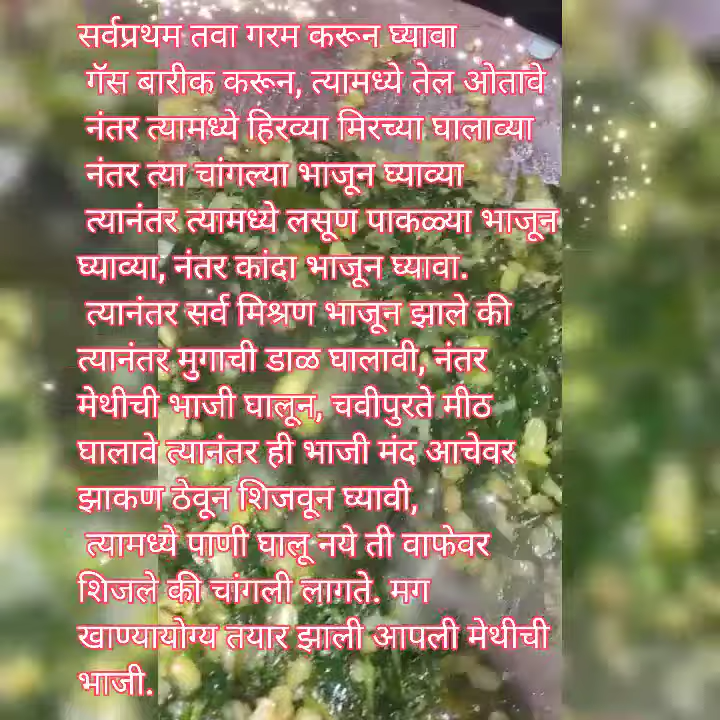 सर्वप्रथम तवा गरम करून घ्यावा
गॅस बारीक करून, त्यामध्ये तेल ओतावे
नंतर त्यामध्ये हिरव्या मिरच्या घालाव्या
नंतर त्या चांगल्या भाजून घ्याव्या
त्यानंतर त्यामध्ये लसूण पाकळ्या भाजून
घ्याव्या, नंतर कांदा भाजून घ्यावा.
त्यानंतर सर्व मिश्रण भाजून झाले की
त्यानंतर मुगाची डाळ घालावी, नंतर
मेथीची भाजी घालून, चवीपुरते मीठ
घालावे त्यानंतर ही भाजी मंद आचेवर
झाकण ठेवून शिजवून घ्यावी,
त्यामध्ये पाणी घालू नये ती वाफेवर
शिजले की चांगली लागते. मग
खाण्यायोग्य तयार झाली आपली मेथीची
भाजी.